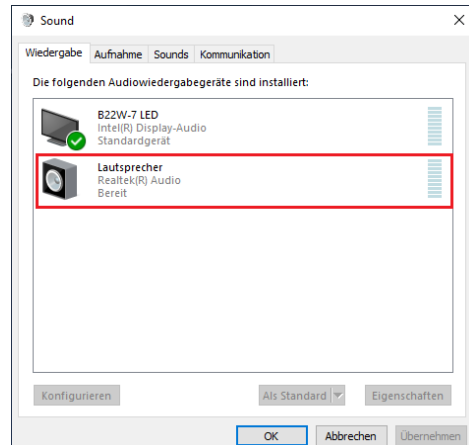 Sound
Wiedergabe Aufnahme Sounds Kommunikation
Die folgenden Audiowiedergabegeräte sind installiert:
B22W-7 LED
Intel(R) Display-Audio
Standardgerät
Lautsprecher
Realtek(R) Audio
Bereit
Konfigurieren Als Standard Eigenschaften
OK Abbrechen Übernehmen